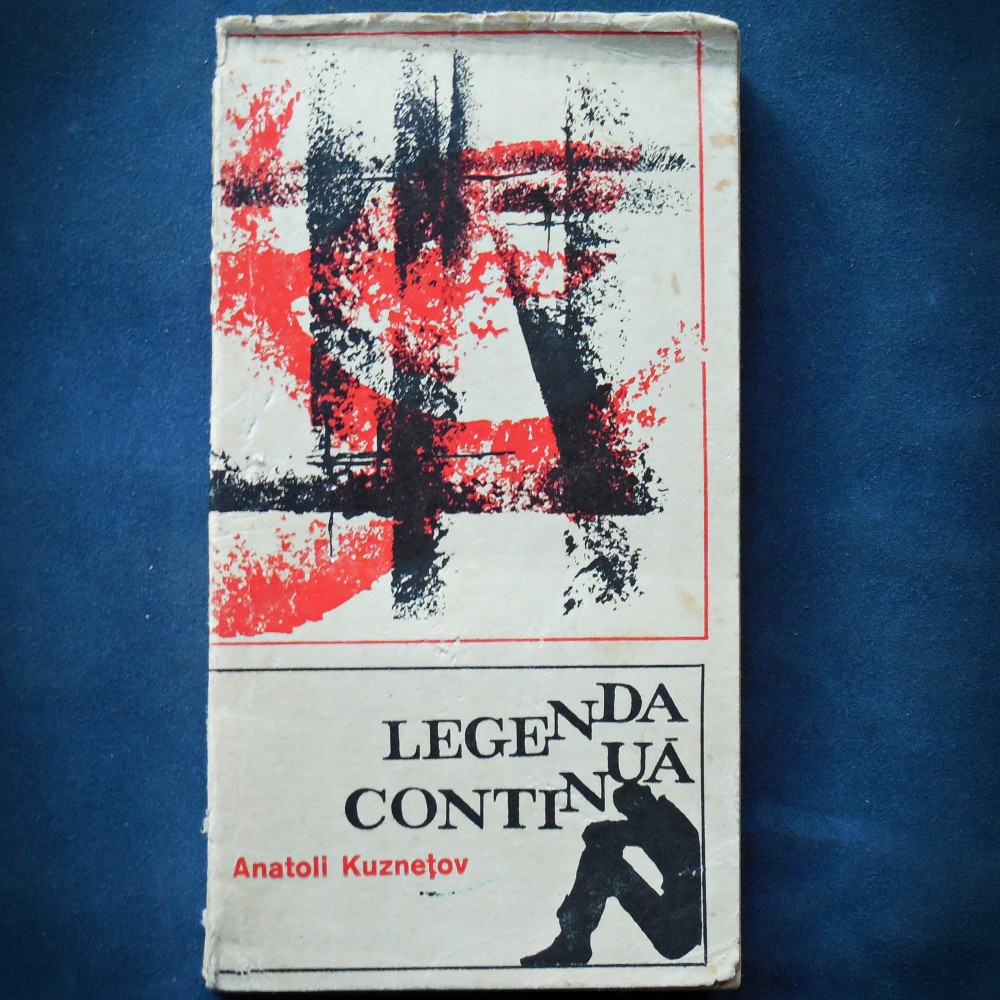 LEGENDA
CONTINUĂ
Anatoli Kuznețov